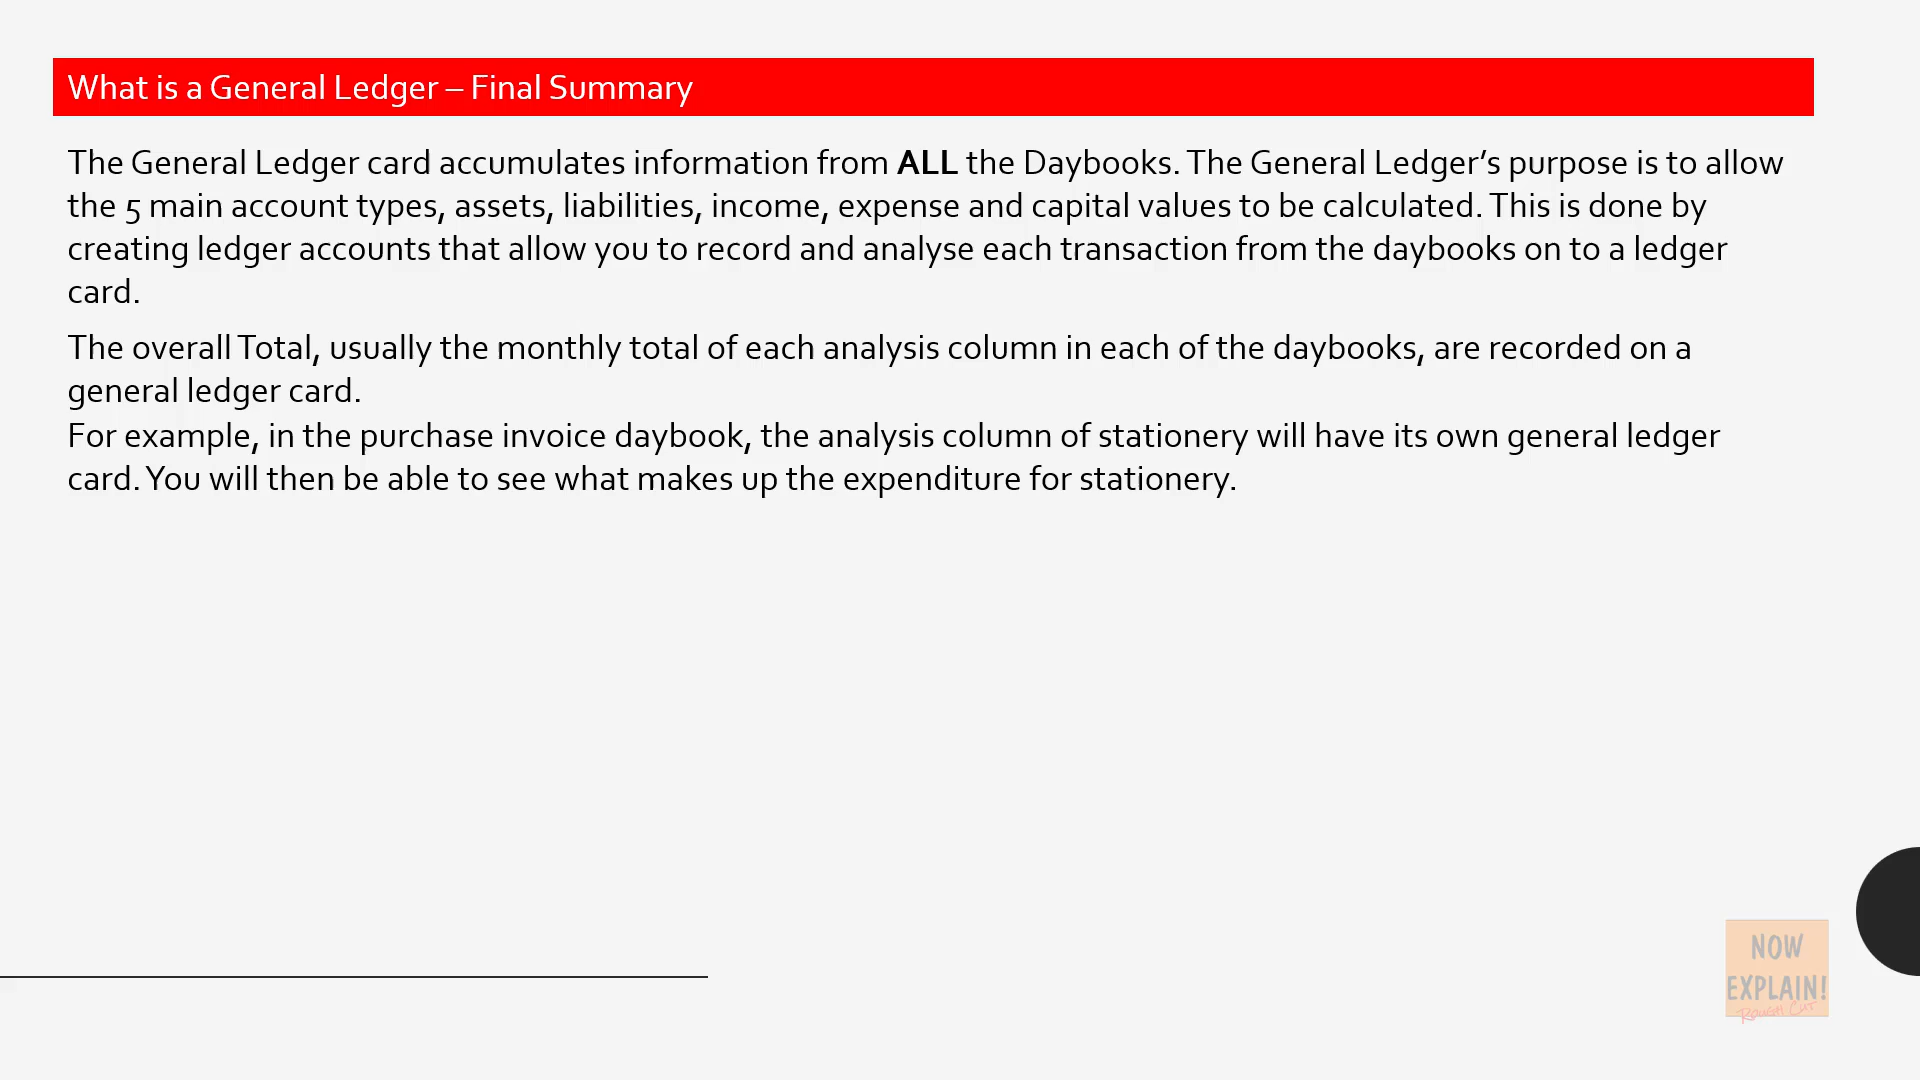 What is a General Ledger – Final Summary
The General Ledger card accumulates information from ALL the Daybooks. The General Ledger’s purpose is to allow
the 5 main account types, assets, liabilities, income, expense and capital values to be calculated. This is done by
creating ledger accounts that allow you to record and analyse each transaction from the daybooks on to a ledger
card.
The overall Total, usually the monthly total of each analysis column in each of the daybooks, are recorded on a
general ledger card.
For example, in the purchase invoice daybook, the analysis column of stationery will have its own general ledger
card. You will then be able to see what makes up the expenditure for stationery.
NOW
EXPLAIN!
Rough Cut